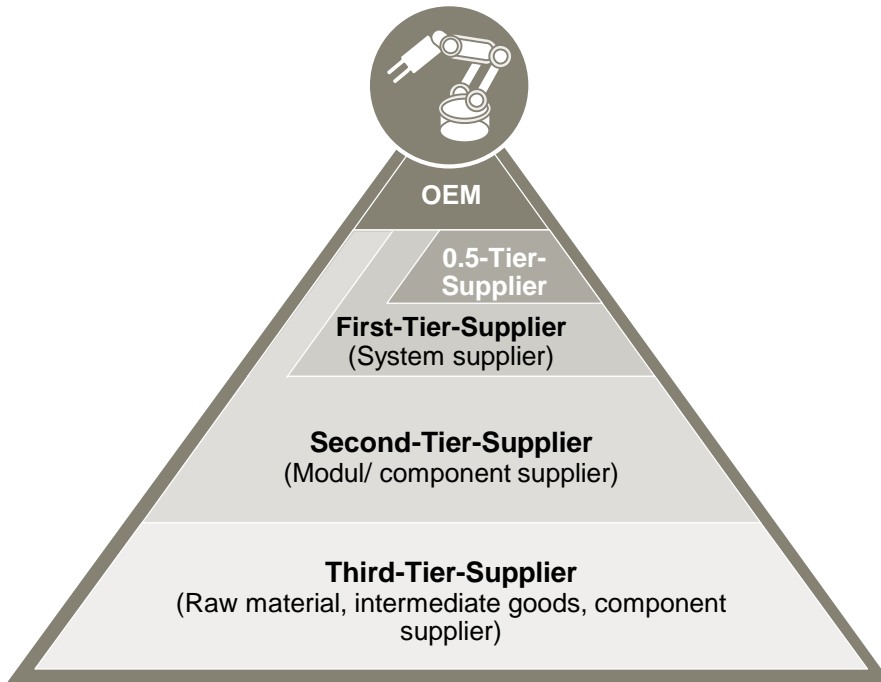 OEM
0.5-Tier-
Supplier
First-Tier-Supplier
(System supplier)
Second-Tier-Supplier
(Modul/ component supplier)
Third-Tier-Supplier
(Raw material, intermediate goods, component
supplier)